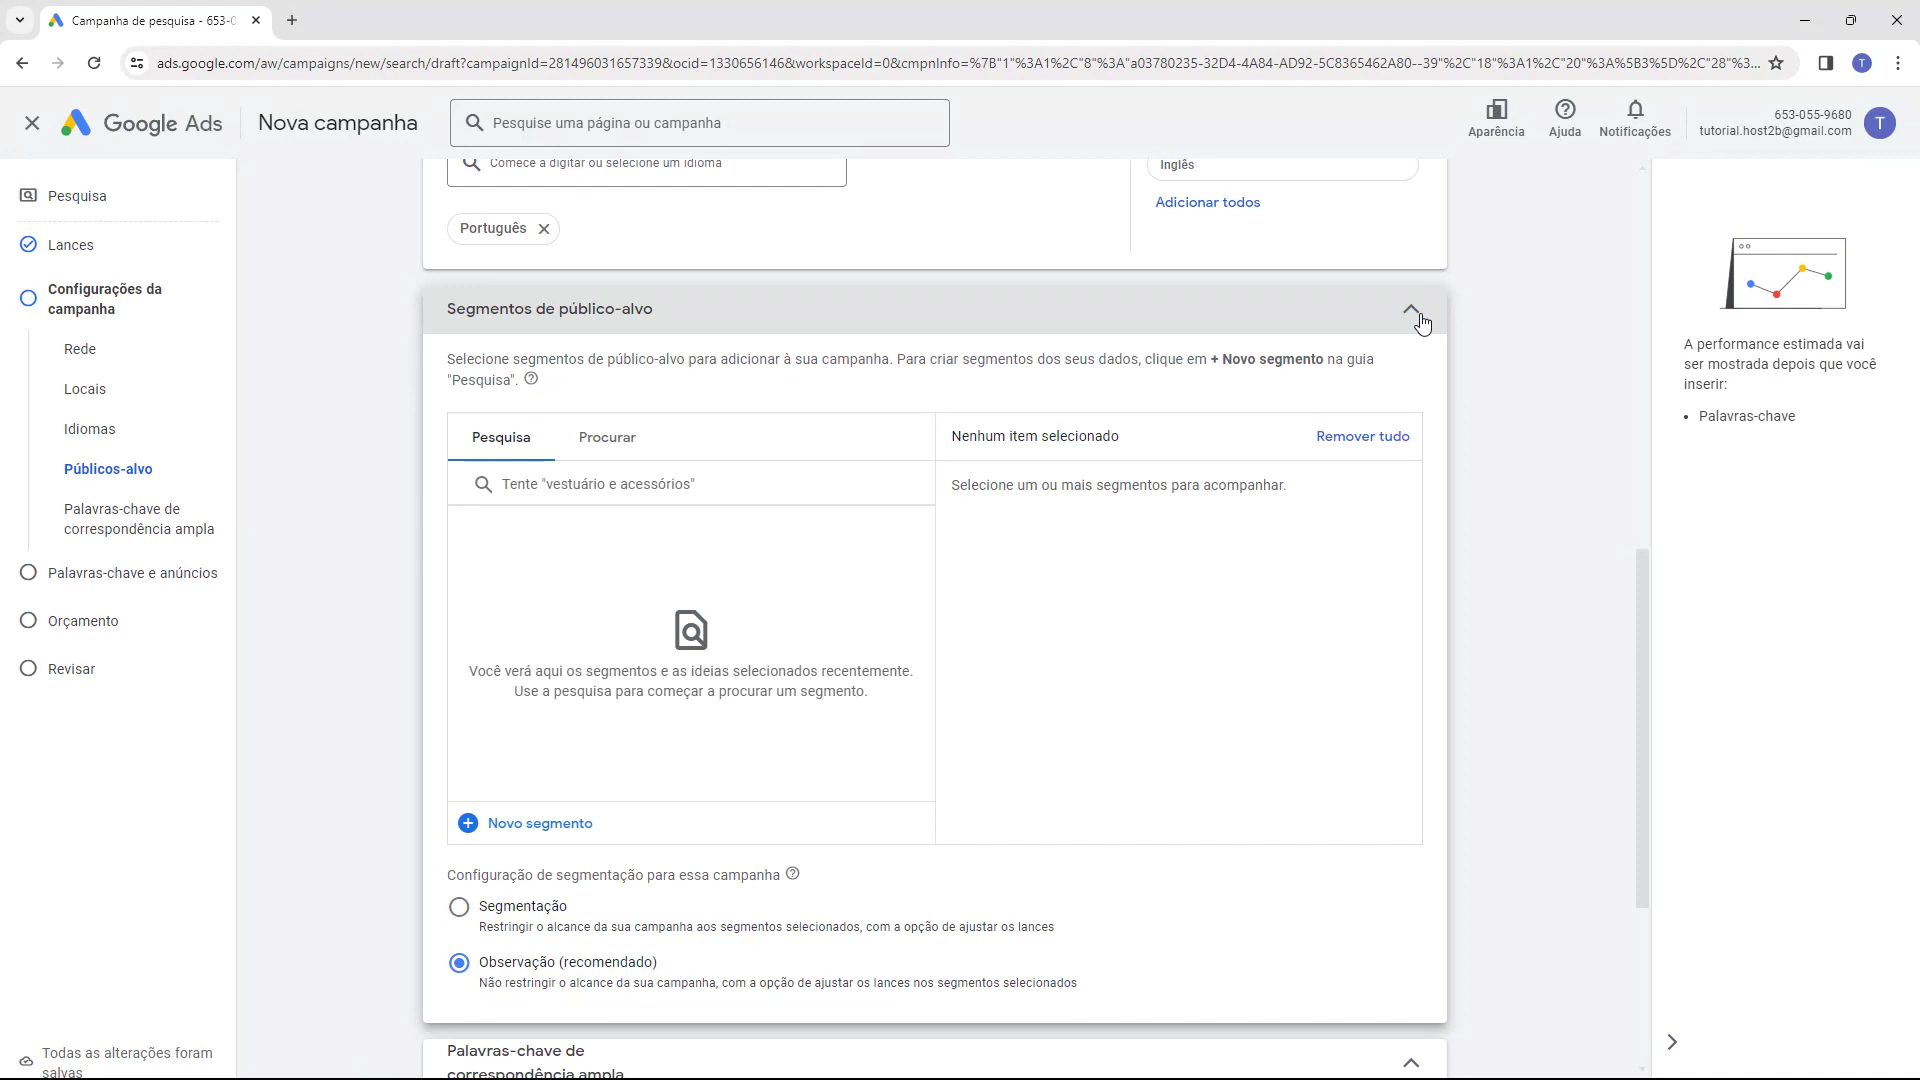 Campanha de pesquisa - 653-0
ads.google.com/aw/campaigns/new/search/draft?campaignId=281496031657339&ocid=1330656146&workspaceId=0&cmpnInfo=%7B"1"%3A1%2C"8"%3A"a03780235-32D4-4A84-AD92-5C8365462A80--39"%2C"18"%3A1%2C"20"%3A%5B3%5D%2C"28"%3...
T
Google Ads
Nova campanha
Pesquise uma página ou campanha
Aparência
Ajuda
Notificações
653-055-9680
tutorial.host2b@gmail.com
T
Pesquisa
Lances
Configurações da
campanha
Rede
Locais
Idiomas
Públicos-alvo
Palavras-chave de
correspondência ampla
Palavras-chave e anúncios
Orçamento
Revisar
Todas as alterações foram
salvas
Comece a digitar ou selecione um idioma
Português
Inglês
Adicionar todos
Segmentos de público-alvo
Selecione segmentos de público-alvo para adicionar à sua campanha. Para criar segmentos dos seus dados, clique em + Novo segmento na guia
"Pesquisa".
Pesquisa
Procurar
Nenhum item selecionado
Remover tudo
Tente "vestuário e acessórios"
Selecione um ou mais segmentos para acompanhar.
Você verá aqui os segmentos e as ideias selecionados recentemente.
Use a pesquisa para começar a procurar um segmento.
Novo segmento
Configuração de segmentação para essa campanha
Segmentação
Restringir o alcance da sua campanha aos segmentos selecionados, com a opção de ajustar os lances
Observação (recomendado)
Não restringir o alcance da sua campanha, com a opção de ajustar os lances nos segmentos selecionados
Palavras-chave de
correspondência ampla
A performance estimada vai
ser mostrada depois que você
inserir:
• Palavras-chave